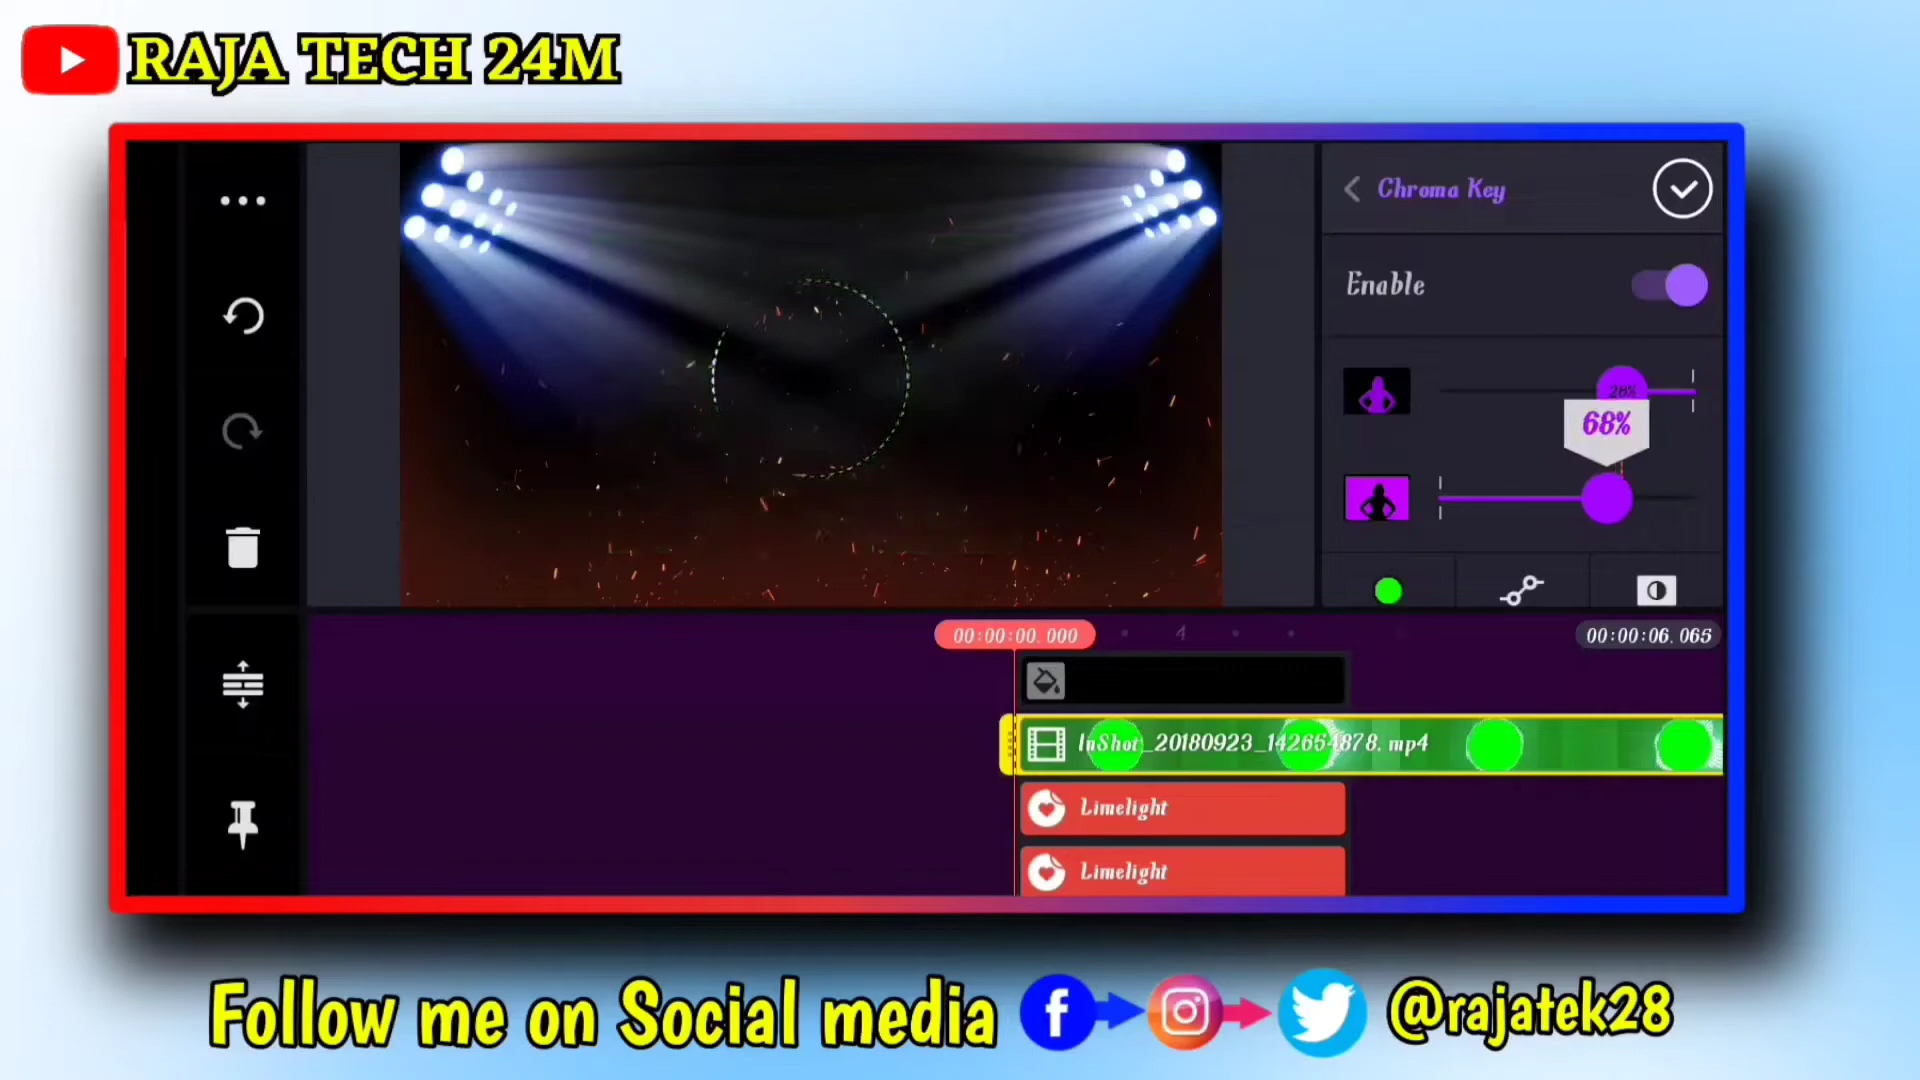 RAJA TECH 24M
Chroma Key
Enable
28%
68%
00:00:00.000
4
00:00:06.065
InShot_20180923_142654878.mp4
Limelight
Limelight
Follow me on Social media
@rajatek28